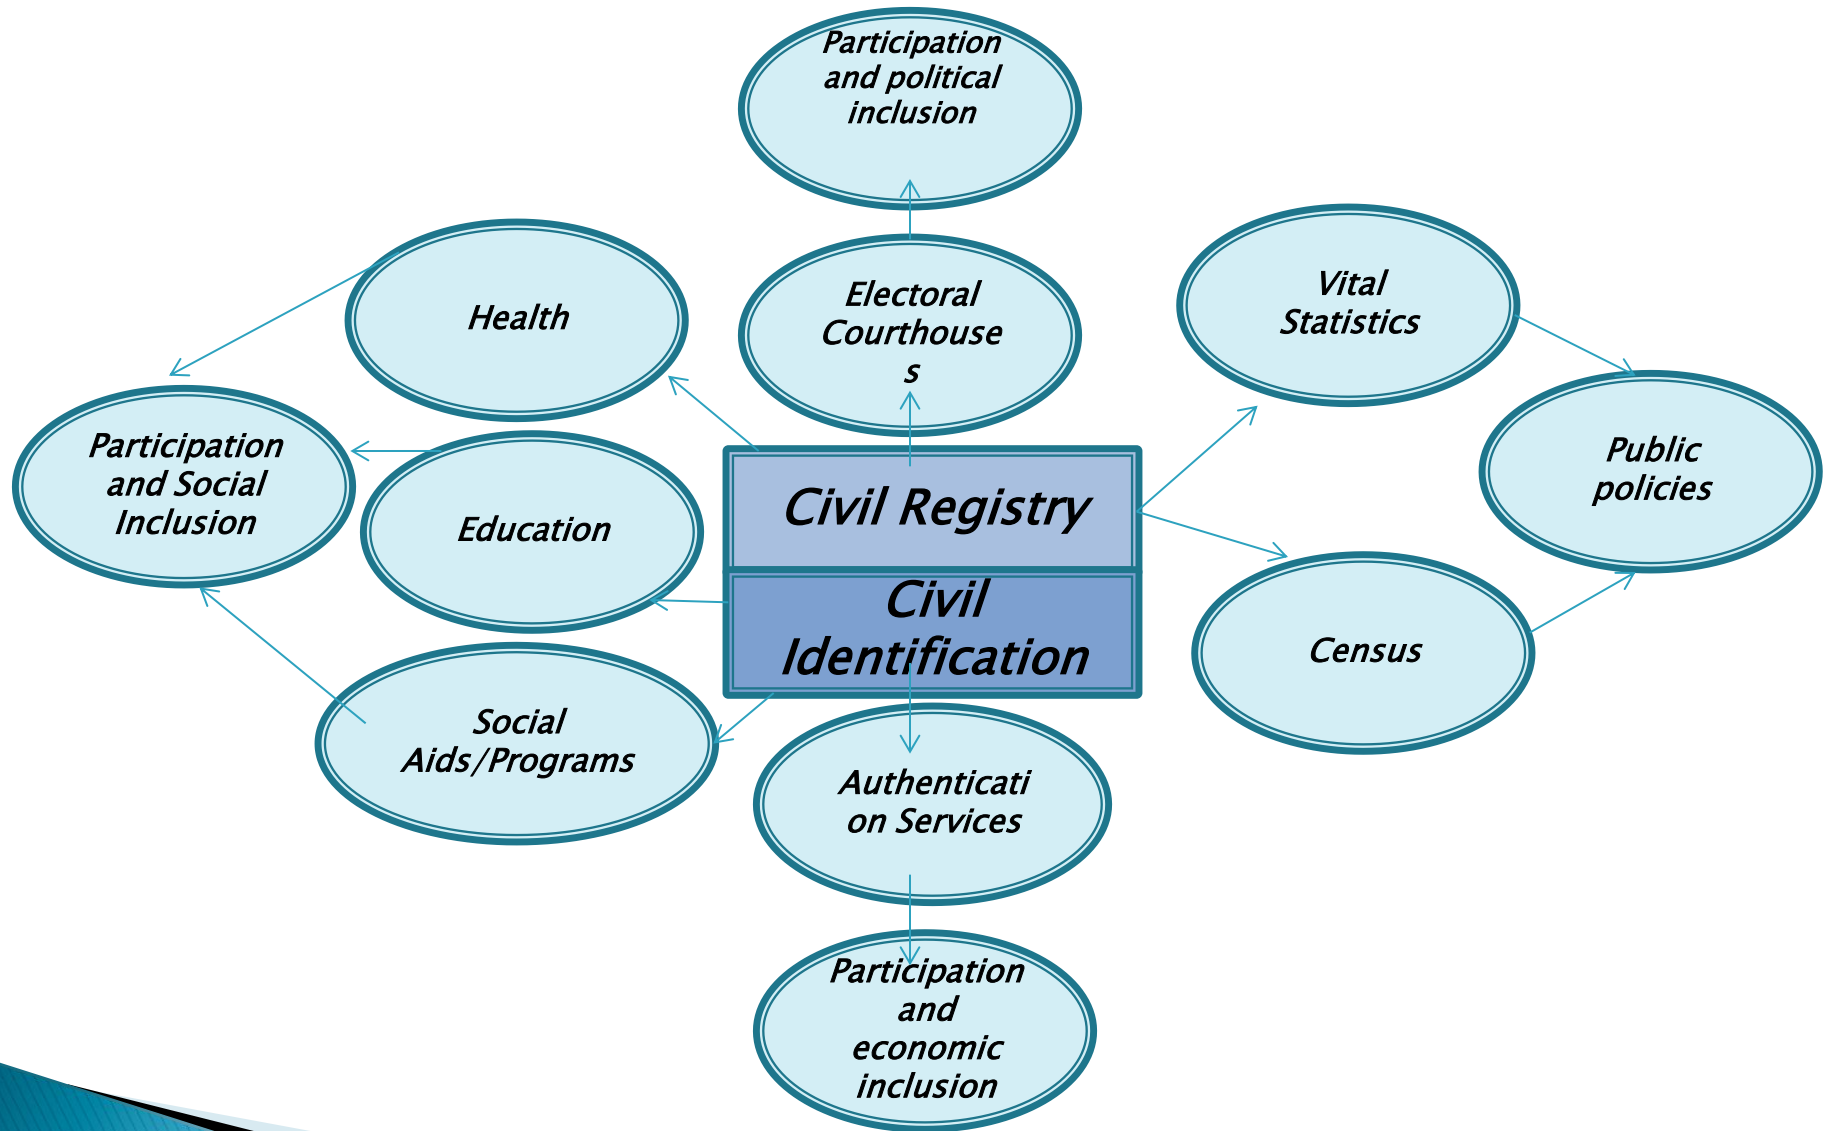 Participation
and political
inclusion
Health
Electoral
Courthouse
s
Vital
Statistics
Participation
and Social
Inclusion
Education
Civil Registry
Public
policies
Civil
Identification
Census
Social
Aids/Programs
Authenticati
on Services
Participation
and
economic
inclusion